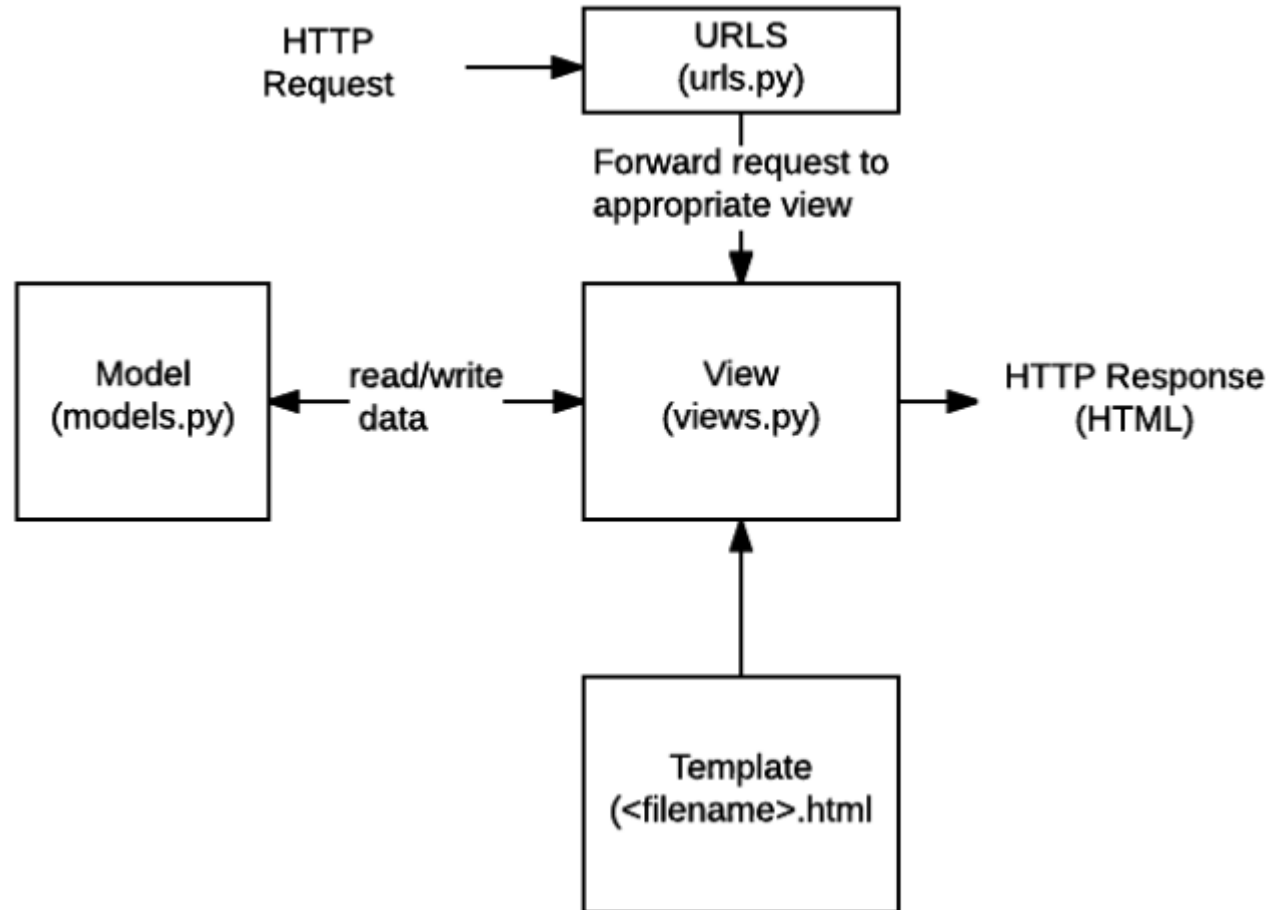 HTTP
Request
URLS
(urls.py)
Forward request to
appropriate view
Model
(models.py)
read/write
data
View
(views.py)
HTTP Response
(HTML)
Template
(<filename>.html